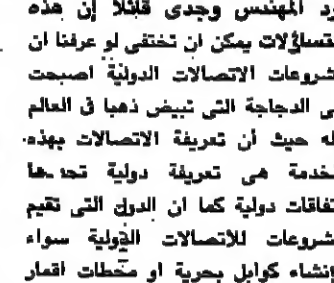 ود المهندس وجدى قائلا إن هذه
تساؤلات يمكن ان تختفى لو عرفنا ان
شروعات الاتصالات الدولية اصبحت
ى الدجاجة التى تبيض ذهبا فى العالم
له حيث أن تعريفة الاتصالات بهذه
خدمة هى تعريفة دولية تحددها
تفاقات دولية كما ان الدول التى تقيم
شروعات للاتصالات الدولية سواء
إنشاء كوابل بحرية او محطات اقمار